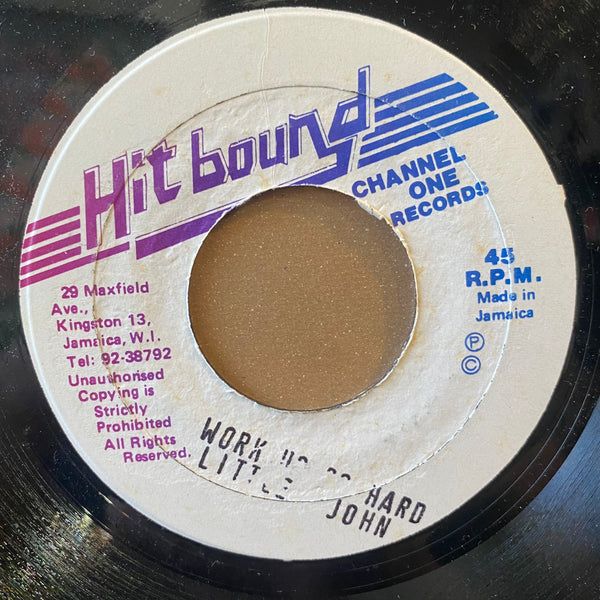 Hit bound
CHANNEL
ONE
RECORDS
45
R.P.M.
Made in
Jamaica
Ⓟ
©
29 Maxfield
Ave.,
Kingston 13,
Jamaica, W.I.
Tel: 92-38792
Unauthorised
Copying is
Strictly
Prohibited
All Rights
Reserved.
WORK HARD
LITTLE JOHN